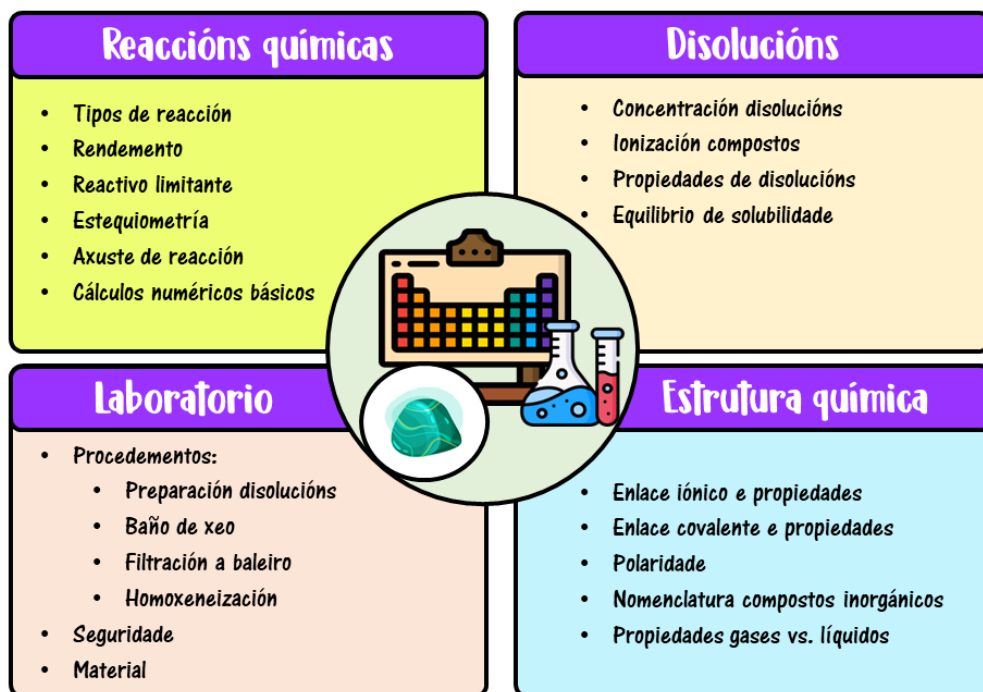 Reaccións químicas
• Tipos de reacción
• Rendemento
• Reactivo limitante
• Estequiometría
• Axuste de reacción
• Cálculos numéricos básicos
Disolucións
• Concentración disolucións
• Ionización compostos
• Propiedades de disolucións
• Equilibrio de solubilidade
Laboratorio
• Procedementos:
• Preparación disolucións
• Baño de xeo
• Filtración a baleiro
• Homoxeneización
• Seguridade
• Material
Estrutura química
• Enlace iónico e propiedades
• Enlace covalente e propiedades
• Polaridade
• Nomenclatura compostos inorgánicos
• Propiedades gases vs. líquidos